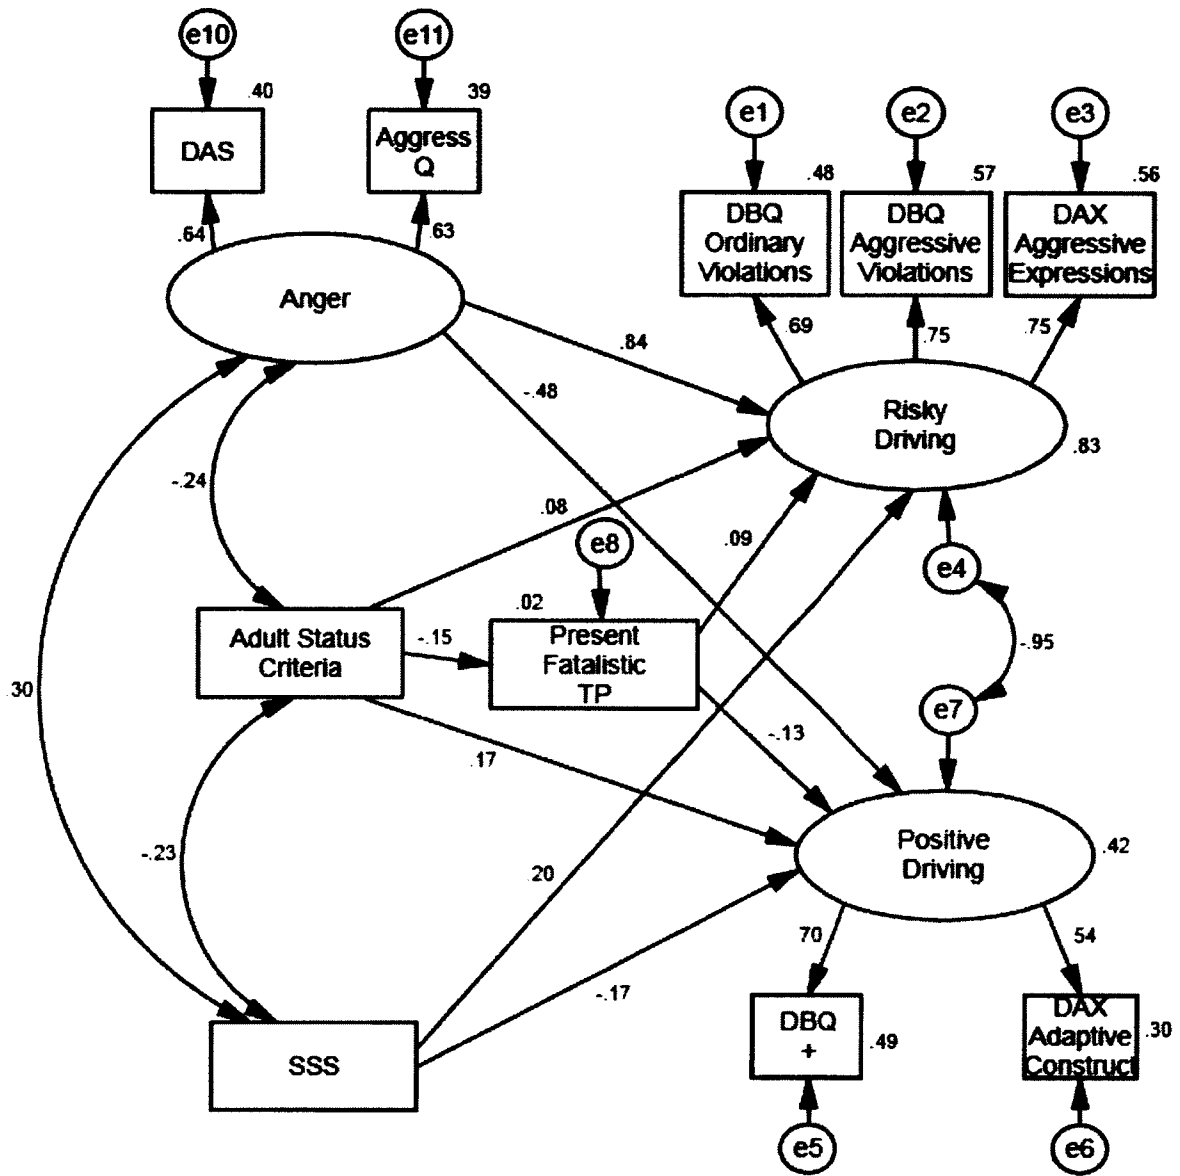 e10
e11
.40
39
DAS
Aggress
Q
.64
.63
Anger
e1
e2
e3
.48
.57
.56
DBQ
Ordinary
Violations
DBQ
Aggressive
Violations
DAX
Aggressive
Expressions
.69
.75
.75
.84
-.48
Risky
Driving
.83
-.24
.08
e8
.09
e4
.02
Adult Status
Criteria
-.15
Present
Fatalistic
TP
-.95
.30
e7
-.13
.17
-.23
.20
Positive
Driving
.42
-.17
70
54
SSS
DBQ
+
.49
DAX
Adaptive
Construct
.30
e5
e6